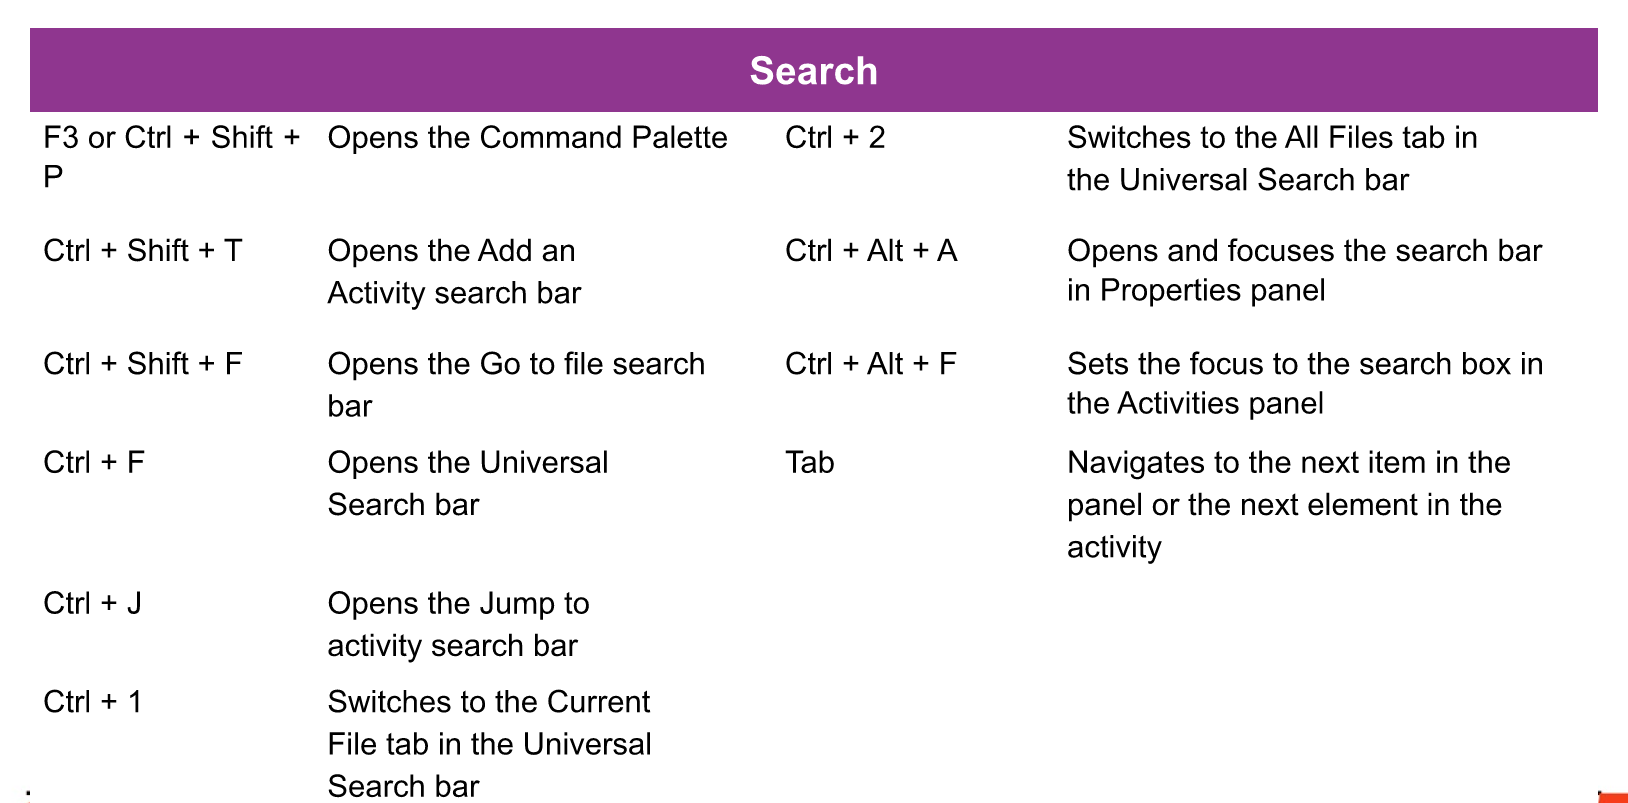 Search
F3 or Ctrl + Shift +
P
Opens the Command Palette
Ctrl + 2
Switches to the All Files tab in
the Universal Search bar
Ctrl + Shift + T
Opens the Add an
Activity search bar
Ctrl + Alt + A
Opens and focuses the search bar
in Properties panel
Ctrl + Shift + F
Opens the Go to file search
bar
Ctrl + Alt + F
Sets the focus to the search box in
the Activities panel
Ctrl + F
Opens the Universal
Search bar
Tab
Navigates to the next item in the
panel or the next element in the
activity
Ctrl + J
Opens the Jump to
activity search bar
Ctrl + 1
Switches to the Current
File tab in the Universal
Search bar